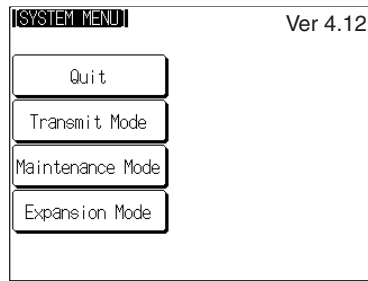 [SYSTEM MENU]
Ver 4.12
Quit
Transmit Mode
Maintenance Mode
Expansion Mode